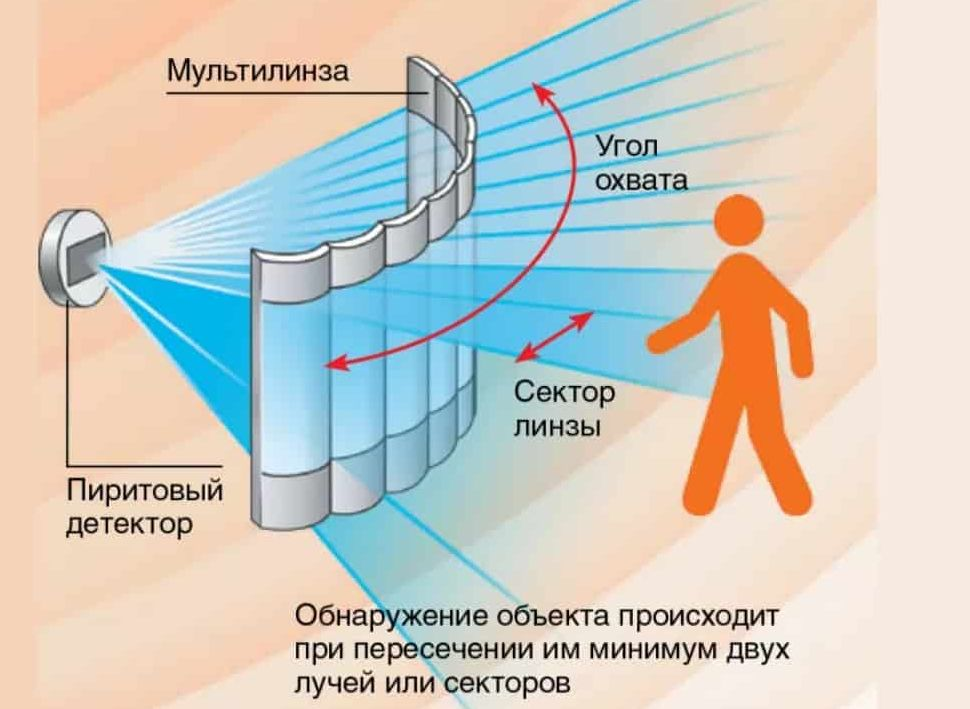 Мультилинза
Угол
охвата
Сектор
линзы
Пиритовый
детектор
Обнаружение объекта происходит
при пересечении им минимум двух
лучей или секторов